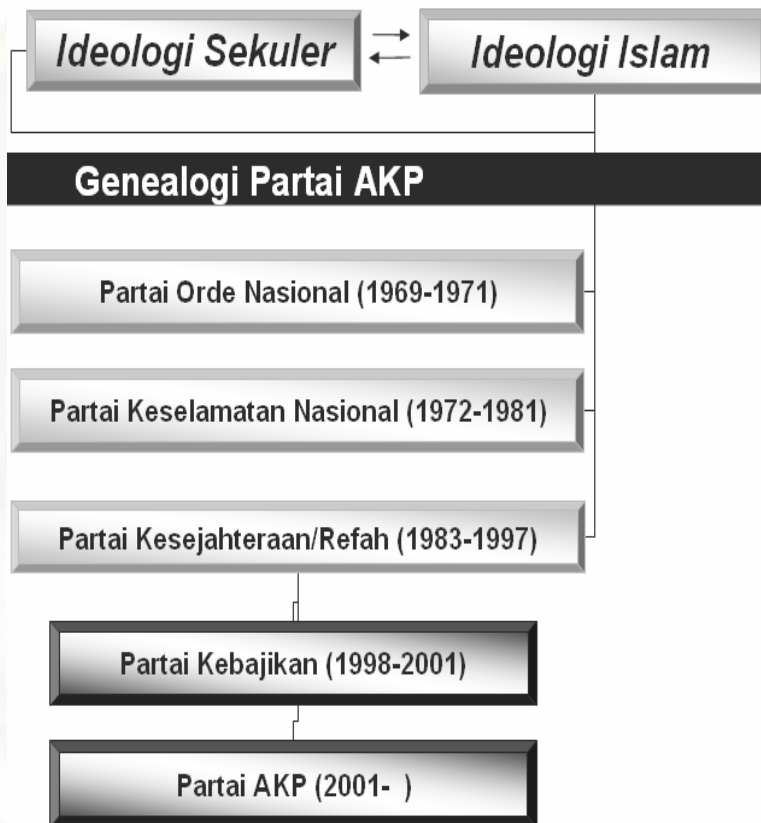 Ideologi Sekuler
Ideologi Islam
Genealogi Partai AKP
Partai Orde Nasional (1969-1971)
Partai Keselamatan Nasional (1972-1981)
Partai Kesejahteraan/Refah (1983-1997)
Partai Kebajikan (1998-2001)
Partai AKP (2001- )